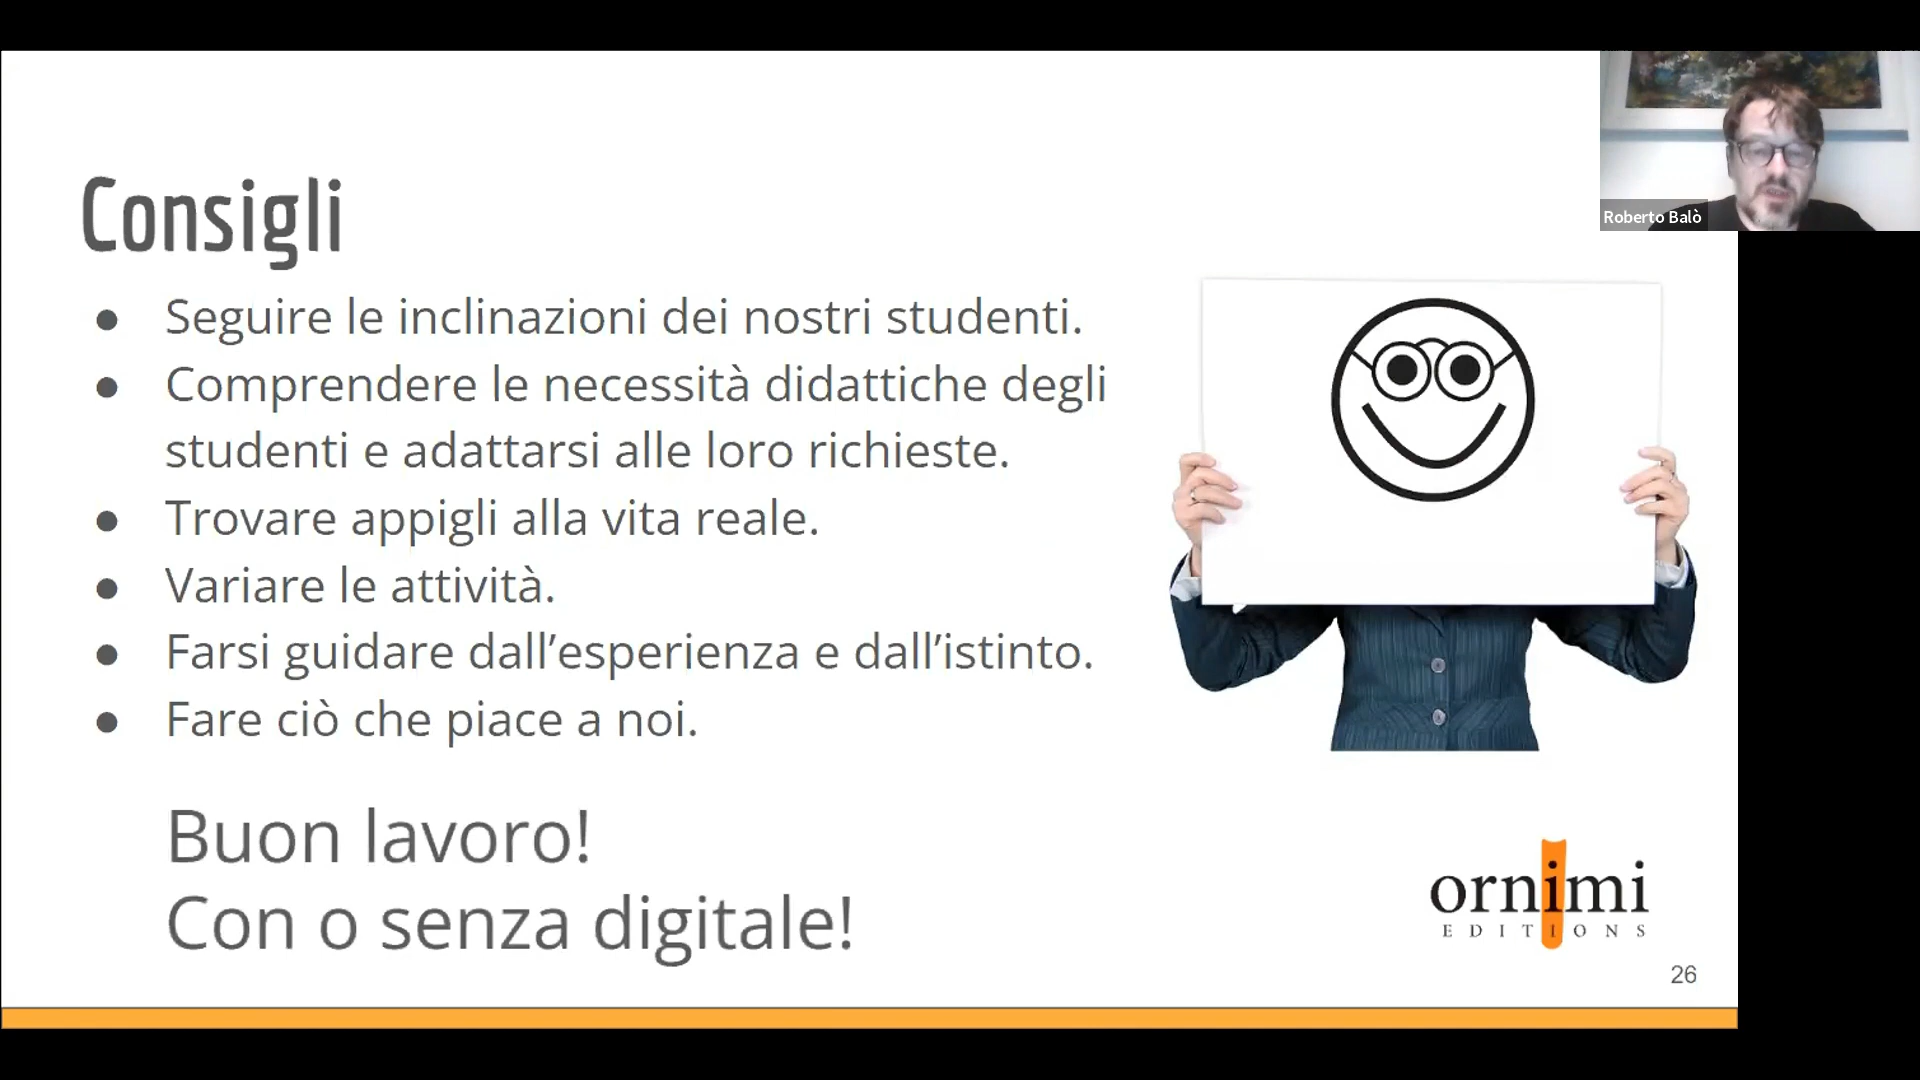 Roberto Balò
Consigli
● Seguire le inclinazioni dei nostri studenti.
● Comprendere le necessità didattiche degli
studenti e adattarsi alle loro richieste.
● Trovare appigli alla vita reale.
● Variare le attività.
● Farsi guidare dall’esperienza e dall’istinto.
● Fare ciò che piace a noi.
Buon lavoro!
Con o senza digitale!
ornimi
EDITIONS
26